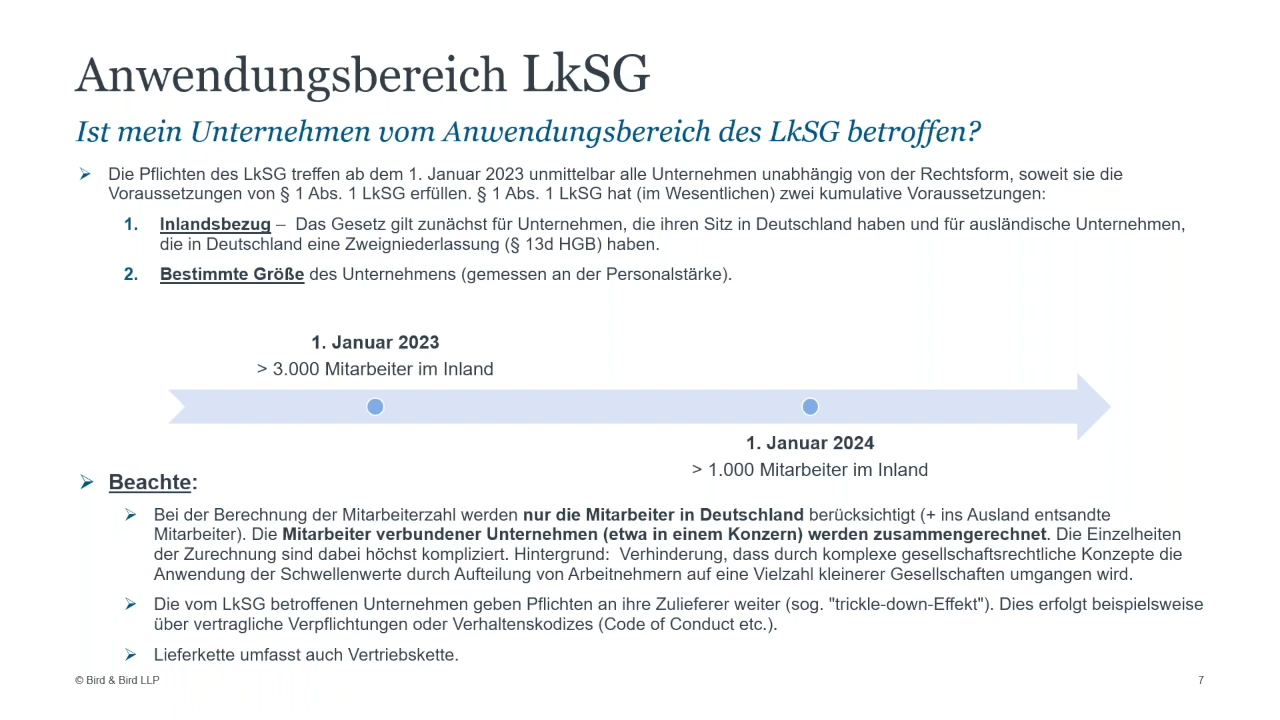 Anwendungsbereich LkSG
Ist mein Unternehmen vom Anwendungsbereich des LkSG betroffen?
Die Pflichten des LkSG treffen ab dem 1. Januar 2023 unmittelbar alle Unternehmen unabhängig von der Rechtsform, soweit sie die
Voraussetzungen von § 1 Abs. 1 LkSG erfüllen. § 1 Abs. 1 LkSG hat (im Wesentlichen) zwei kumulative Voraussetzungen:
1. Inlandsbezug – Das Gesetz gilt zunächst für Unternehmen, die ihren Sitz in Deutschland haben und für ausländische Unternehmen,
die in Deutschland eine Zweigniederlassung (§ 13d HGB) haben.
2. Bestimmte Größe des Unternehmens (gemessen an der Personalstärke).
1. Januar 2023
> 3.000 Mitarbeiter im Inland
1. Januar 2024
> 1.000 Mitarbeiter im Inland
Beachte:
Bei der Berechnung der Mitarbeiterzahl werden nur die Mitarbeiter in Deutschland berücksichtigt (+ ins Ausland entsandte
Mitarbeiter). Die Mitarbeiter verbundener Unternehmen (etwa in einem Konzern) werden zusammengerechnet. Die Einzelheiten
der Zurechnung sind dabei höchst kompliziert. Hintergrund: Verhinderung, dass durch komplexe gesellschaftsrechtliche Konzepte die
Anwendung der Schwellenwerte durch Aufteilung von Arbeitnehmern auf eine Vielzahl kleinerer Gesellschaften umgangen wird.
Die vom LkSG betroffenen Unternehmen geben Pflichten an ihre Zulieferer weiter (sog. "trickle-down-Effekt"). Dies erfolgt beispielsweise
über vertragliche Verpflichtungen oder Verhaltenskodizes (Code of Conduct etc.).
Lieferkette umfasst auch Vertriebskette.
© Bird & Bird LLP
7